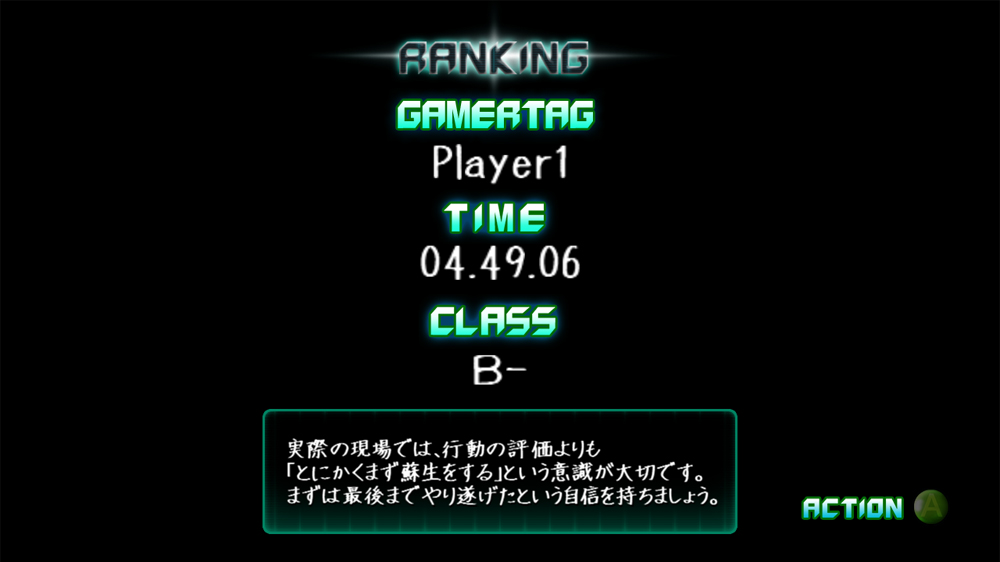 RANKING
GAMERTAG
Player1
TIME
04.49.06
CLASS
B-
実際の現場では、行動の評価よりも
「とにかくまず蘇生をする」という意識が大切です。
まずは最後までやり遂げたという自信を持ちましょう。
ACTION A